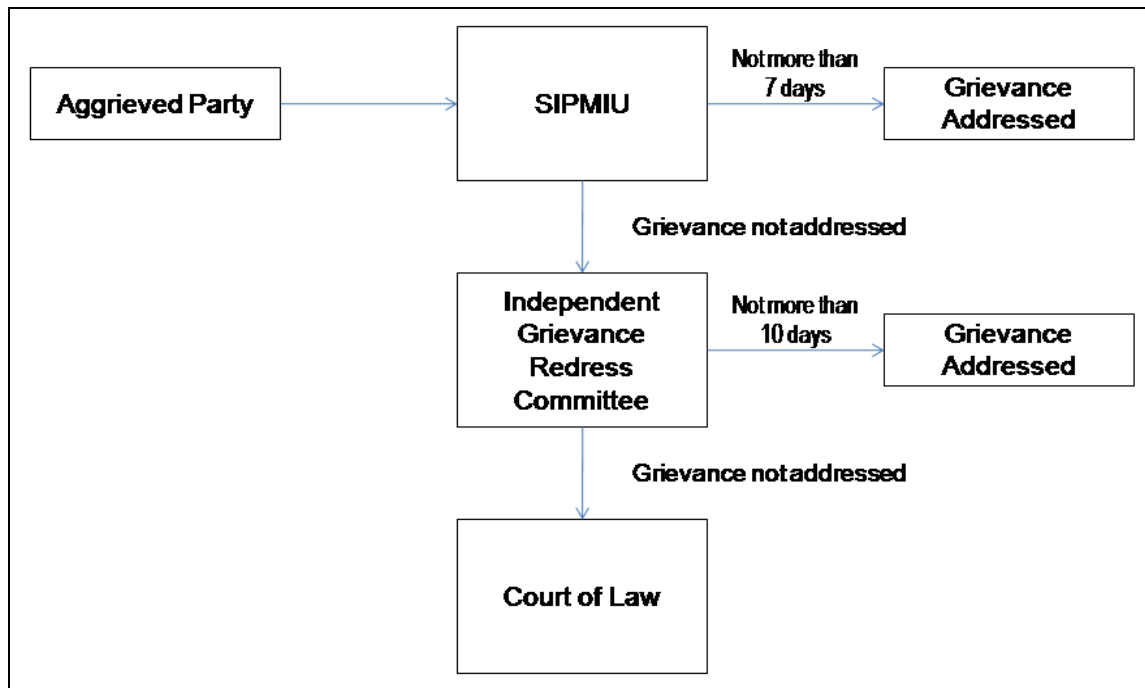 Aggrieved Party
SIPMIU
Not more than
7 days
Grievance
Addressed
Grievance not addressed
Independent
Grievance
Redress
Committee
Not more than
10 days
Grievance
Addressed
Grievance not addressed
Court of Law